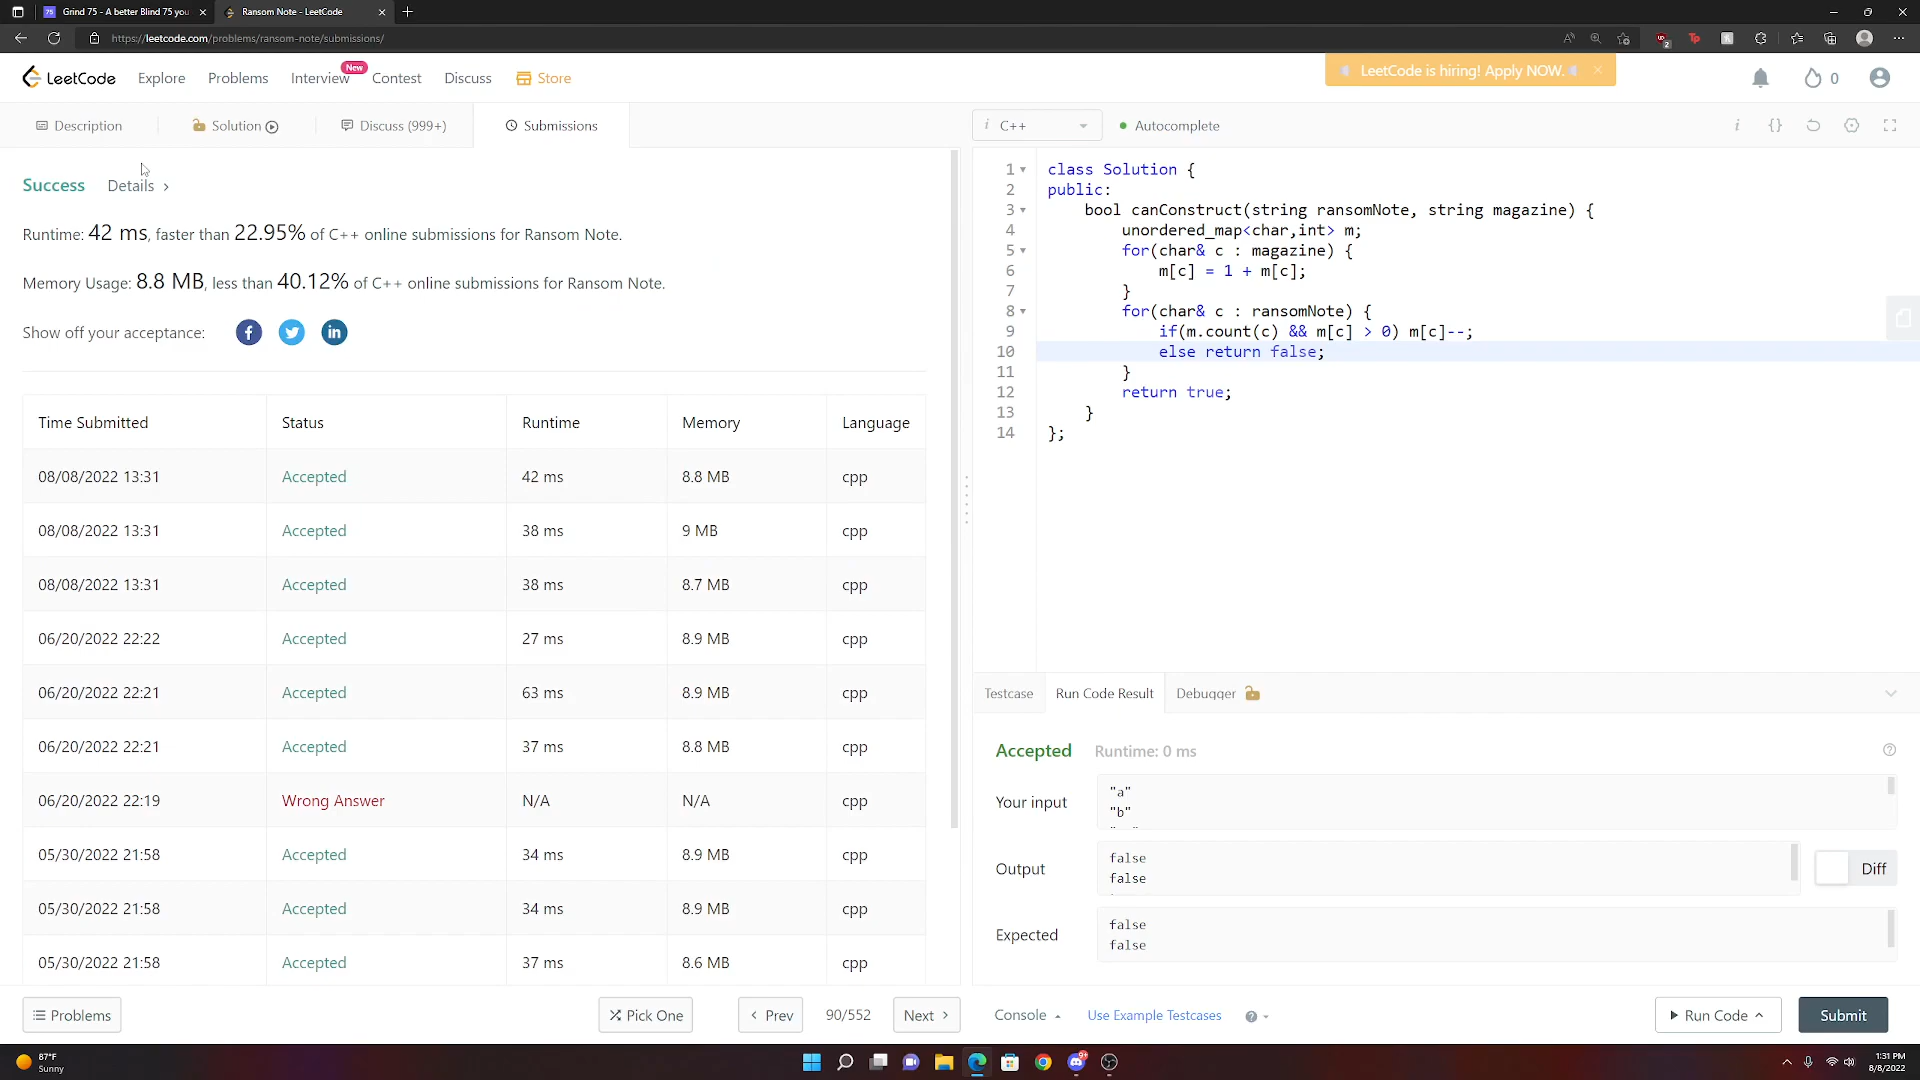 Grind 75 - A better Blind 75 you
Ransom Note - LeetCode
https://leetcode.com/problems/ransom-note/submissions/
LeetCode
Explore
Problems
Interview
New
Contest
Discuss
Store
LeetCode is hiring! Apply NOW.
0
Description
Solution
Discuss (999+)
Submissions
i C++
Autocomplete
Success
Details >
Runtime: 42 ms, faster than 22.95% of C++ online submissions for Ransom Note.
Memory Usage: 8.8 MB, less than 40.12% of C++ online submissions for Ransom Note.
Show off your acceptance:
Time Submitted Status Runtime Memory Language
08/08/2022 13:31 Accepted 42 ms 8.8 MB cpp
08/08/2022 13:31 Accepted 38 ms 9 MB cpp
08/08/2022 13:31 Accepted 38 ms 8.7 MB cpp
06/20/2022 22:22 Accepted 27 ms 8.9 MB cpp
06/20/2022 22:21 Accepted 63 ms 8.9 MB cpp
06/20/2022 22:21 Accepted 37 ms 8.8 MB cpp
06/20/2022 22:19 Wrong Answer N/A N/A cpp
05/30/2022 21:58 Accepted 34 ms 8.9 MB cpp
05/30/2022 21:58 Accepted 34 ms 8.9 MB cpp
05/30/2022 21:58 Accepted 37 ms 8.6 MB cpp
1 class Solution {
2 public:
3 bool canConstruct(string ransomNote, string magazine) {
4 unordered_map<char,int> m;
5 for(char& c : magazine) {
6 m[c] = 1 + m[c];
7 }
8 for(char& c : ransomNote) {
9 if(m.count(c) && m[c] > 0) m[c]--;
10 else return false;
11 }
12 return true;
13 }
14 };
Testcase
Run Code Result
Debugger
Accepted
Runtime: 0 ms
Your input
"a"
"b"
Output
false
false
Diff
Expected
false
false
Problems
Pick One
< Prev
90/552
Next >
Console
Use Example Testcases
Run Code
Submit
87°F
Sunny
1:31 PM
8/8/2022